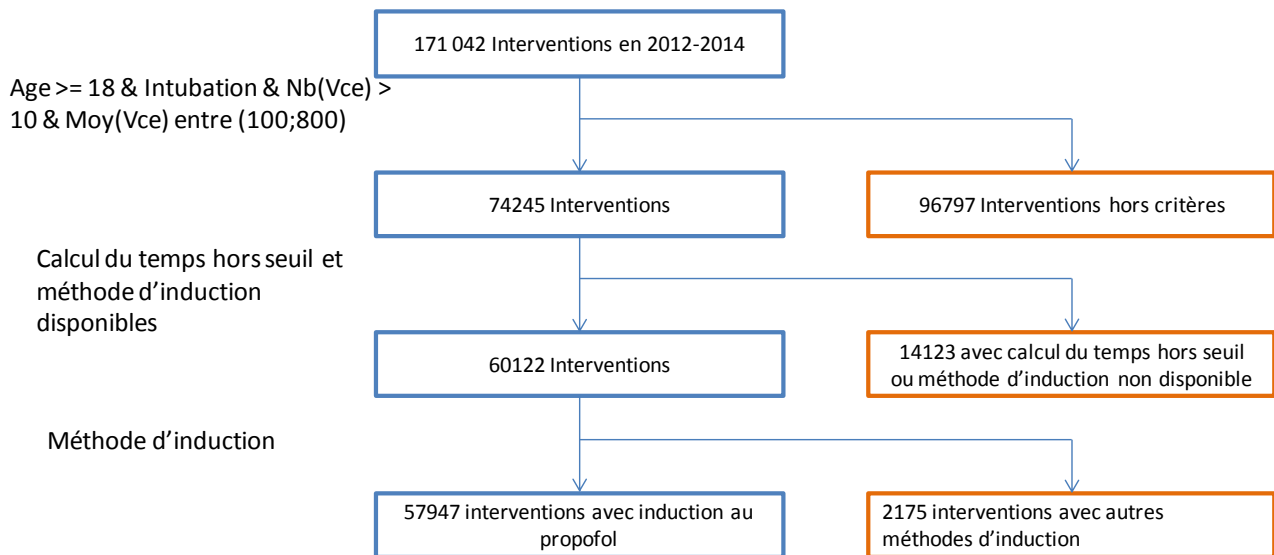 171 042 Interventions en 2012-2014
Age >= 18 & Intubation & Nb(Vce) >
10 & Moy(Vce) entre (100;800)
74245 Interventions
96797 Interventions hors critères
Calcul du temps hors seuil et
méthode d'induction
disponibles
60122 Interventions
14123 avec calcul du temps hors seuil
ou méthode d'induction non disponible
Méthode d'induction
57947 interventions avec induction au
propofol
2175 interventions avec autres
méthodes d'induction